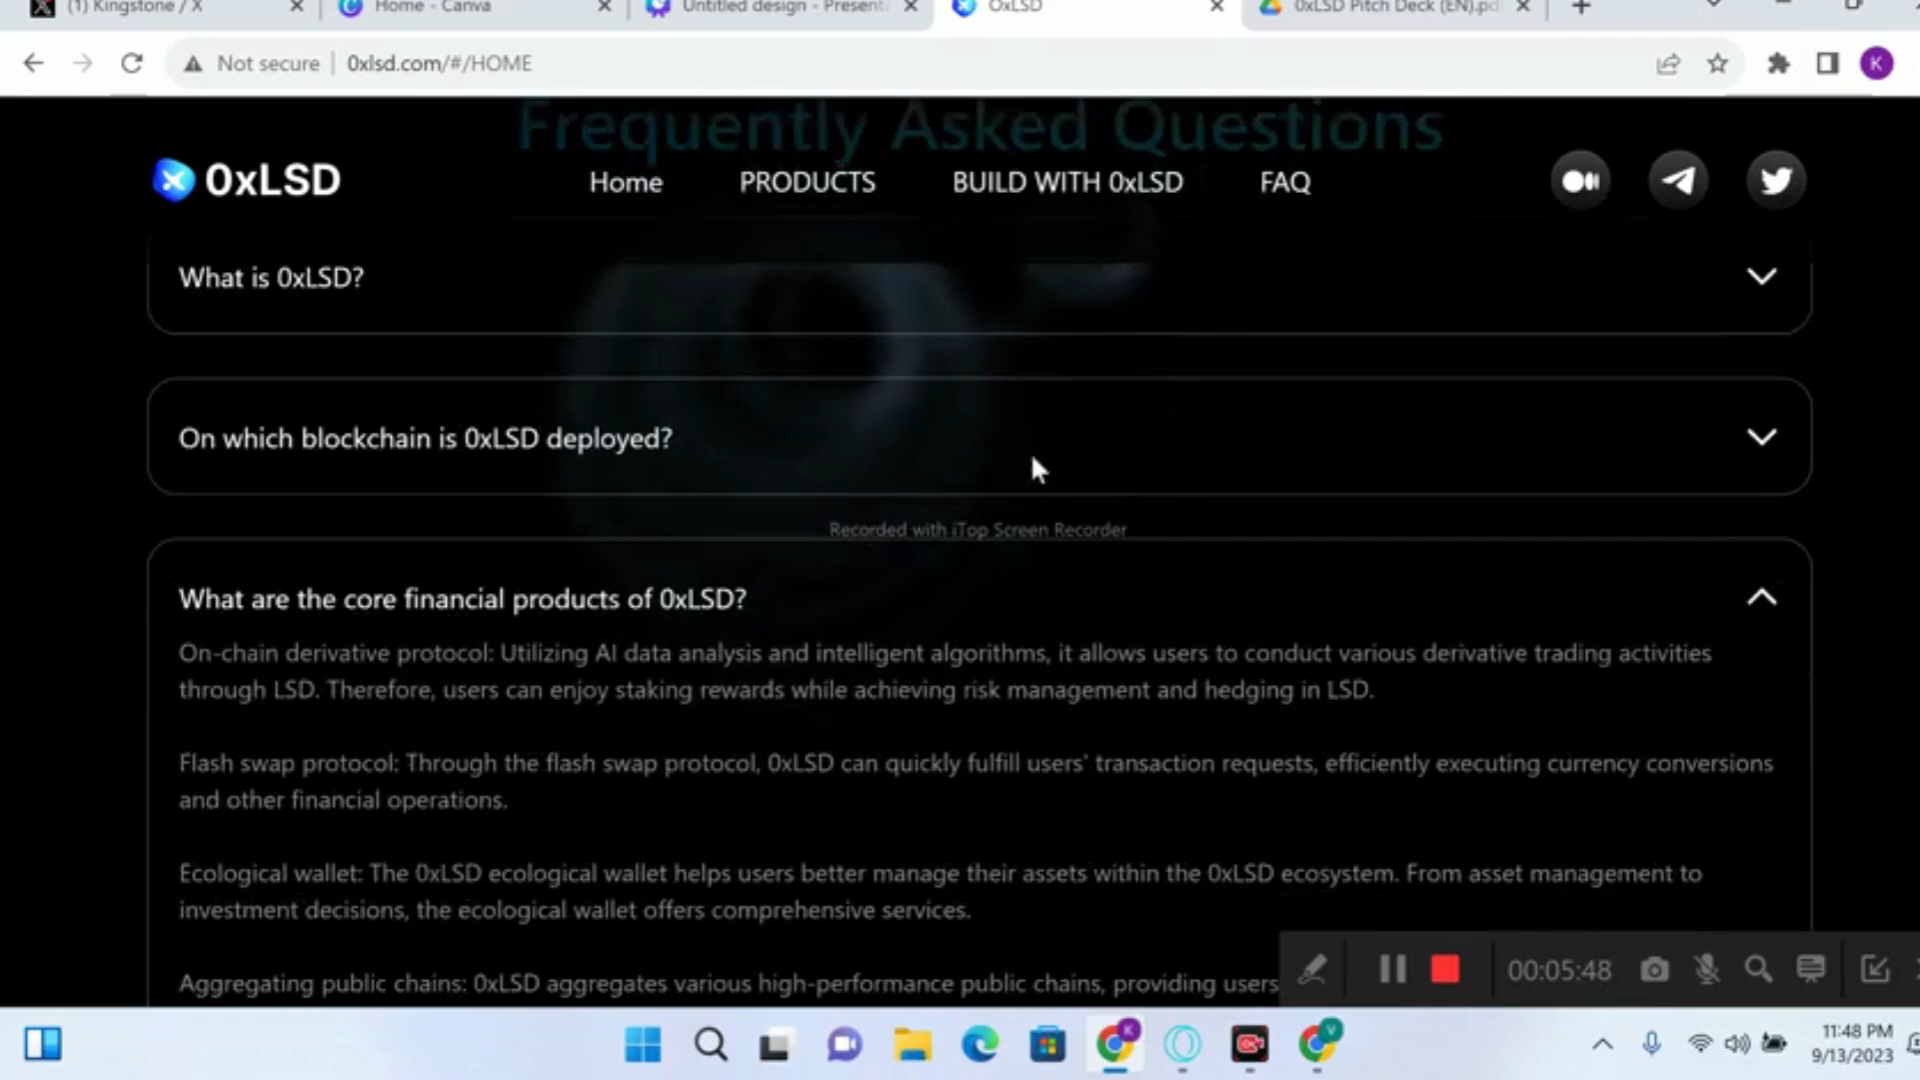 (1) Kingstone / X
Home - Canva
Untitled design - Present
0xLSD
0xLSD Pitch Deck (EN).pd
Not secure
0xlsd.com/#/HOME
K
Frequently Asked Questions
0xLSD
Home
PRODUCTS
BUILD WITH 0xLSD
FAQ
What is 0xLSD?
On which blockchain is 0xLSD deployed?
Recorded with iTop Screen Recorder
What are the core financial products of 0xLSD?
On-chain derivative protocol: Utilizing AI data analysis and intelligent algorithms, it allows users to conduct various derivative trading activities
through LSD. Therefore, users can enjoy staking rewards while achieving risk management and hedging in LSD.
Flash swap protocol: Through the flash swap protocol, 0xLSD can quickly fulfill users' transaction requests, efficiently executing currency conversions
and other financial operations.
Ecological wallet: The 0xLSD ecological wallet helps users better manage their assets within the 0xLSD ecosystem. From asset management to
investment decisions, the ecological wallet offers comprehensive services.
Aggregating public chains: 0xLSD aggregates various high-performance public chains, providing users
00:05:48
K
V
11:48 PM
9/13/2023